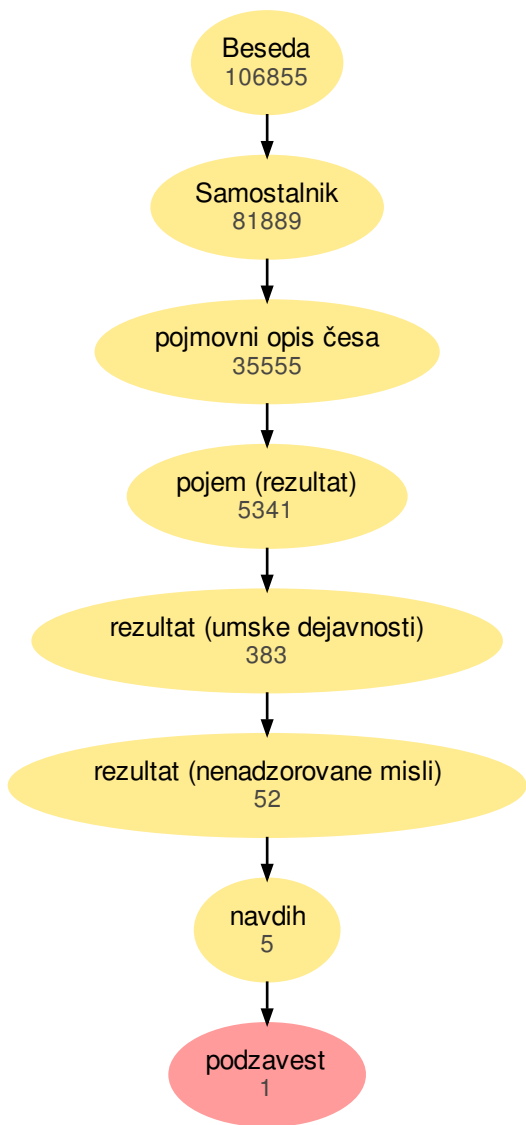 Beseda
106855
Samostalnik
81889
pojmovni opis česa
35555
pojem (rezultat)
5341
rezultat (umske dejavnosti)
383
rezultat (nenadzorovane misli)
52
navdih
5
podzavest
1